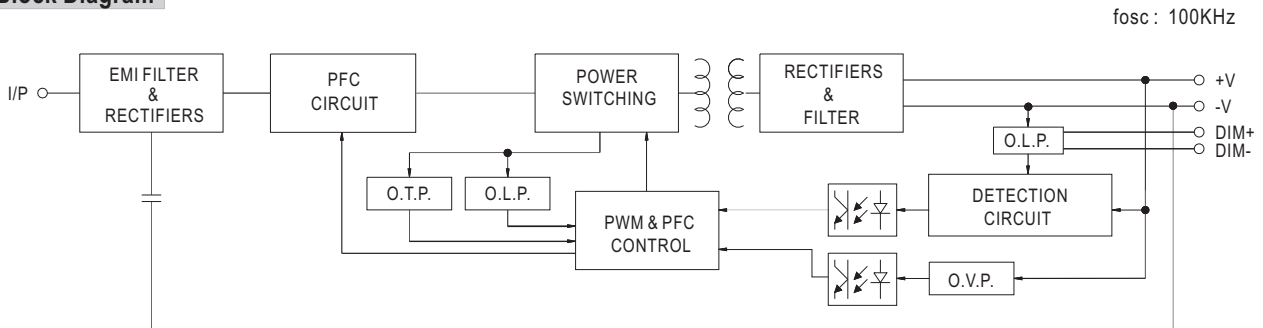 Block Diagram
fosc : 100KHz
I/P
EMI FILTER
&
RECTIFIERS
PFC
CIRCUIT
POWER
SWITCHING
RECTIFIERS
&
FILTER
+V
-V
DIM+
DIM-
O.L.P.
O.T.P.
O.L.P.
PWM & PFC
CONTROL
DETECTION
CIRCUIT
O.V.P.